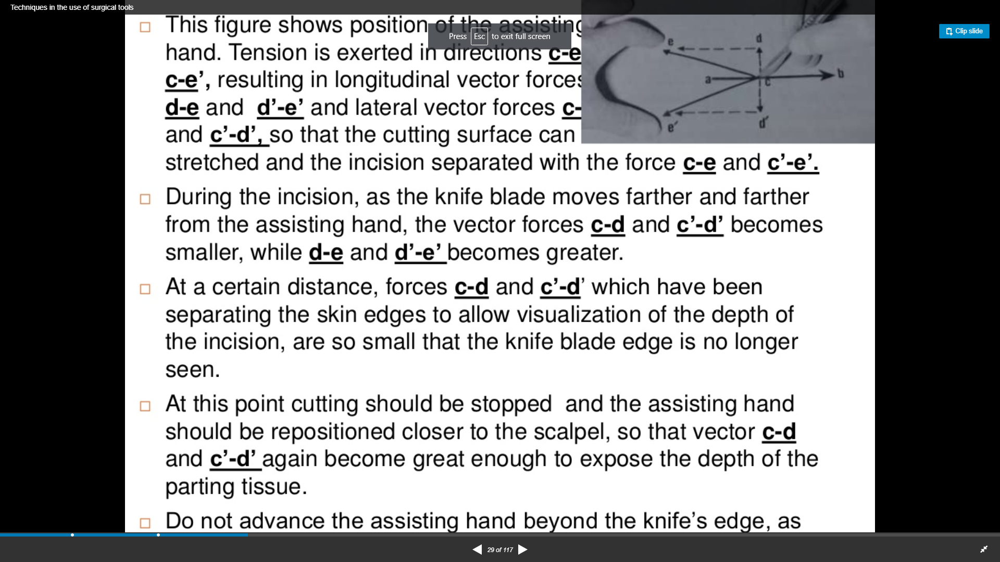 Techniques in the use of surgical tools
Press Esc to exit full screen
Clip slide
This figure shows position of the assisting
hand. Tension is exerted in directions c-e
c-e’, resulting in longitudinal vector forces
d-e and d’-e’ and lateral vector forces c-
and c’-d’, so that the cutting surface can
stretched and the incision separated with the force c-e and c’-e’.
e
d
a
c
b
e’
d’
During the incision, as the knife blade moves farther and farther
from the assisting hand, the vector forces c-d and c’-d’ becomes
smaller, while d-e and d’-e’ becomes greater.
At a certain distance, forces c-d and c’-d’ which have been
separating the skin edges to allow visualization of the depth of
the incision, are so small that the knife blade edge is no longer
seen.
At this point cutting should be stopped and the assisting hand
should be repositioned closer to the scalpel, so that vector c-d
and c’-d’ again become great enough to expose the depth of the
parting tissue.
Do not advance the assisting hand beyond the knife’s edge, as
29 of 117